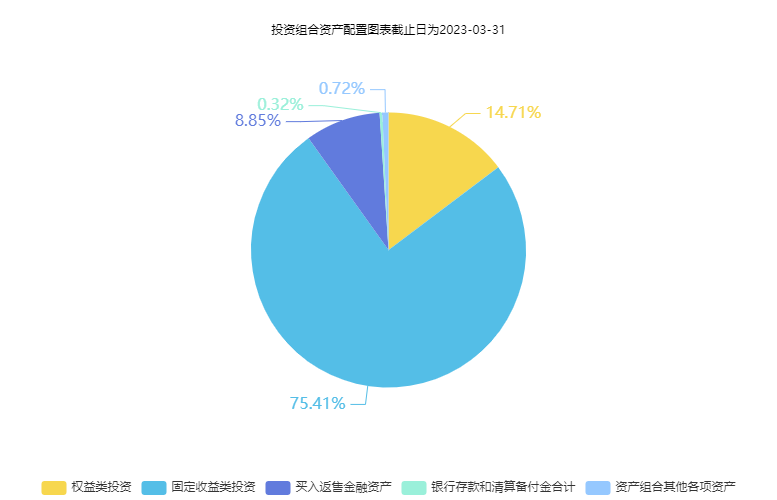 投资组合资产配置图表截止日为2023-03-31
0.72%
0.32%
14.71%
8.85%
75.41%
权益类投资 固定收益类投资 买入返售金融资产 银行存款和清算备付金合计 资产组合其他各项资产